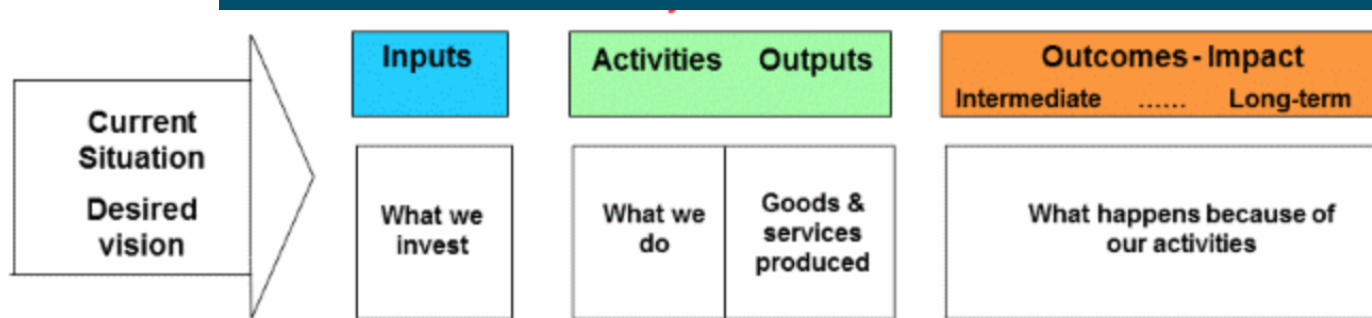 Current
Situation
Desired
vision
Inputs
What we
invest
Activities Outputs
What we
do
Goods &
services
produced
Outcomes - Impact
Intermediate ...... Long-term
What happens because of
our activities